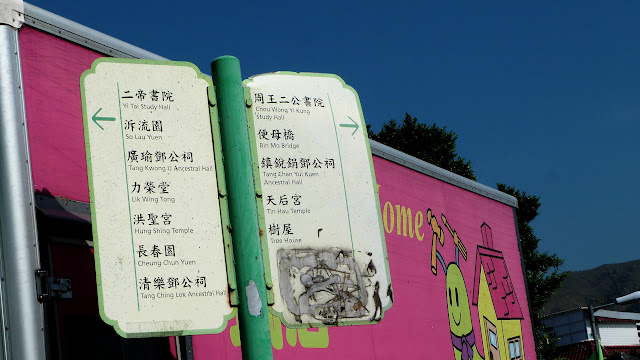 二帝書院
Yi Tai Study Hall
泝流園
So Lau Yuen
廣瑜鄧公祠
Tang Kwong U Ancestral Hall
力榮堂
Lik Wing Tong
洪聖宮
Hung Shing Temple
長春園
Cheung Chun Yuen
清樂鄧公祠
Tang Ching Lok Ancestral Hall
周王二公書院
Chou Wong Yi Kung
Study Hall
便母橋
Bin Mo Bridge
鎮銳鋗鄧公祠
Tang Chan Yui Kuen
Ancestral Hall
天后宮
Tin Hau Temple
樹屋
Tree House
ome